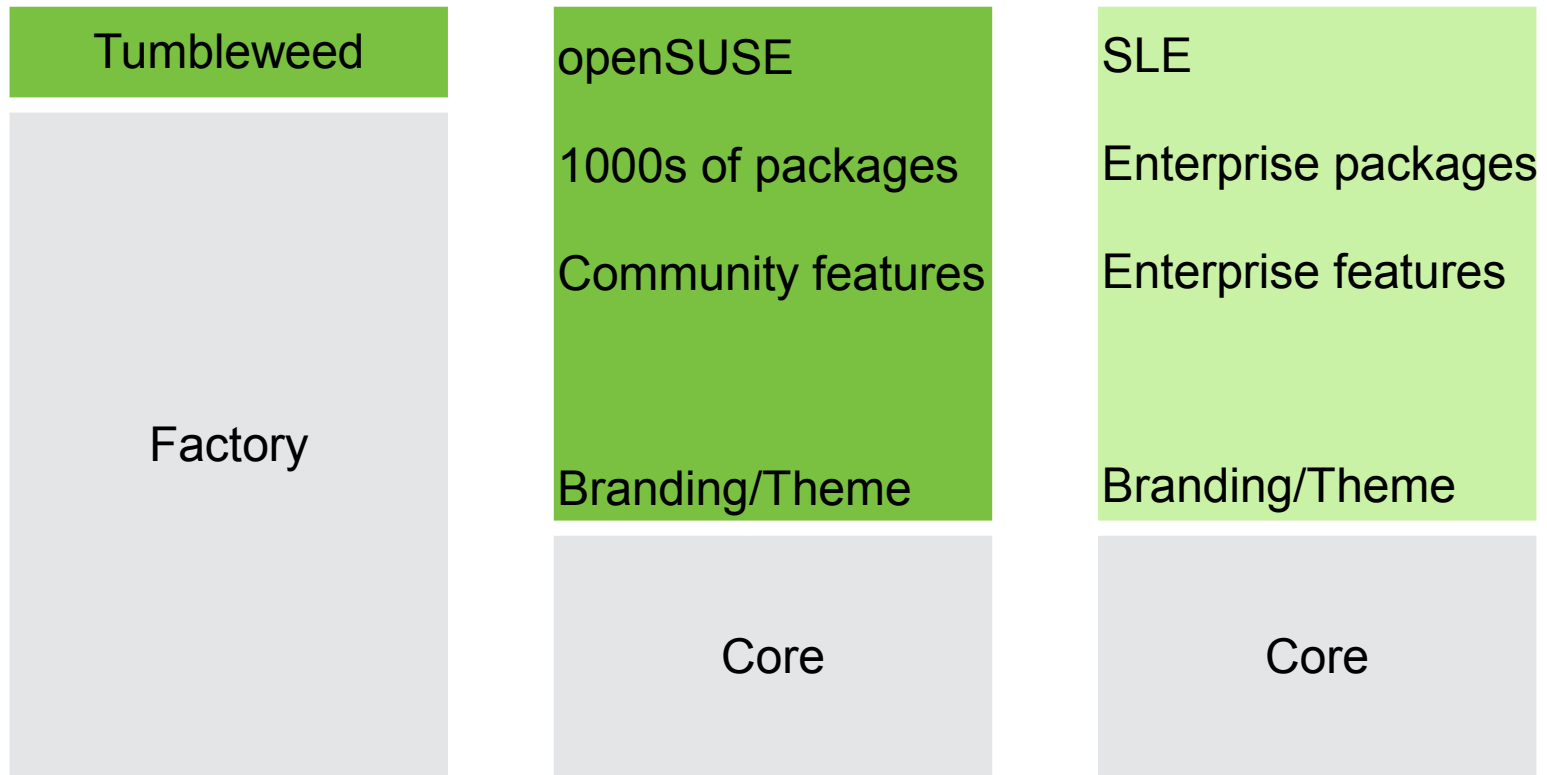 Tumbleweed
Factory
openSUSE
1000s of packages
Community features
Branding/Theme
Core
SLE
Enterprise packages
Enterprise features
Branding/Theme
Core